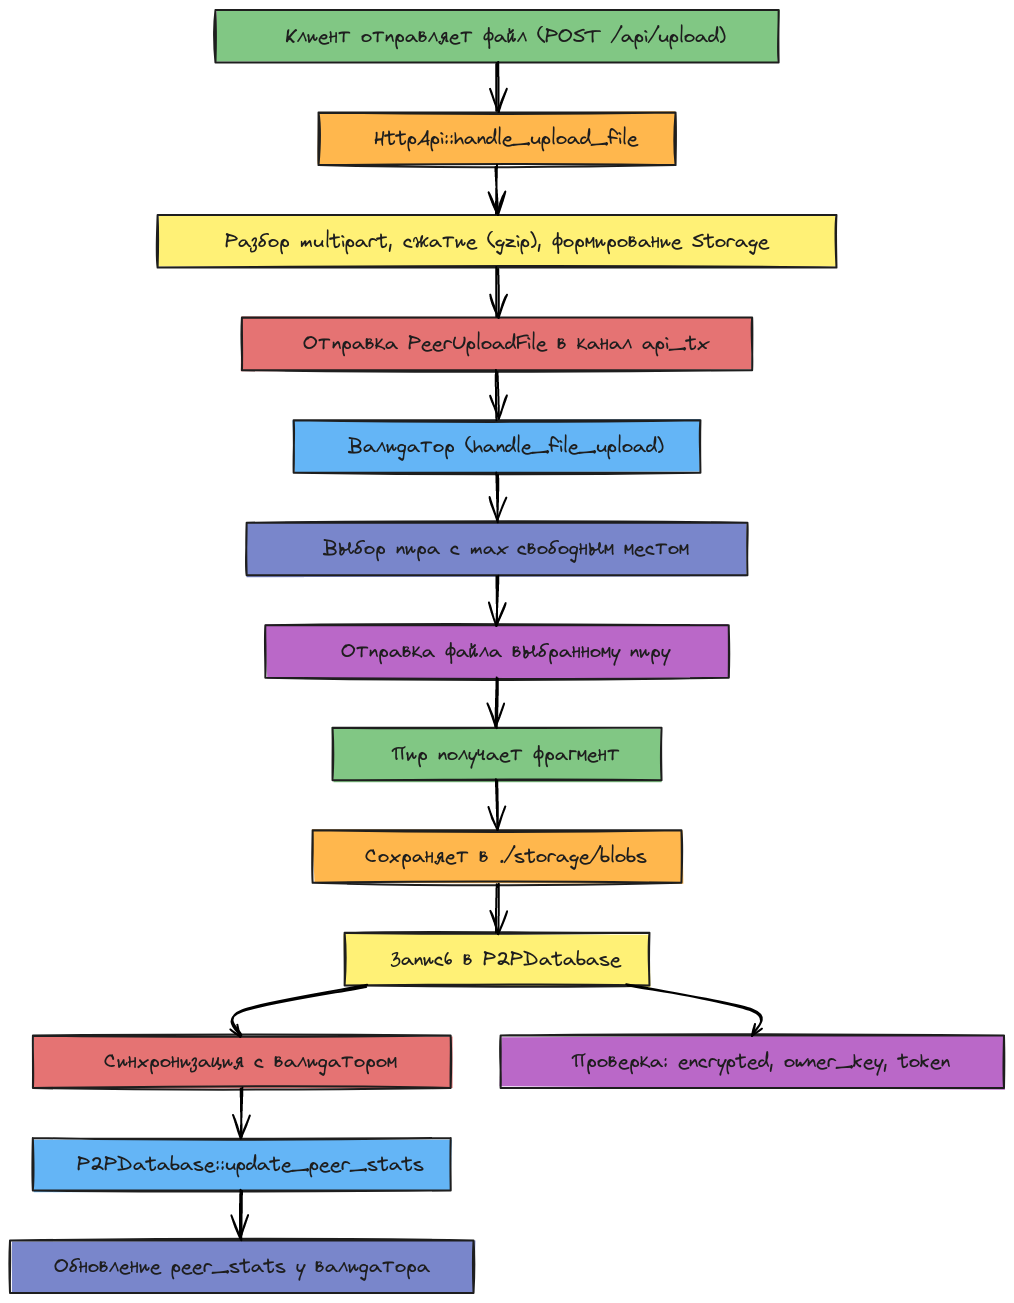 Клиент отправляет файл (POST /api/upload)
HttpApi::handle_upload_file
Разбор multipart, сжатие (gzip), формирование Storage
Отправка PeerUploadFile в канал api_tx
Валидатор (handle_file_upload)
Выбор пира с max свободным местом
Отправка файла выбранному пиру
Пир получает фрагмент
Сохраняет в ./storage/blobs
Запись в P2PDatabase
Синхронизация с валидатором
Проверка: encrypted, owner_key, token
P2PDatabase::update_peer_stats
Обновление peer_stats у валидатора